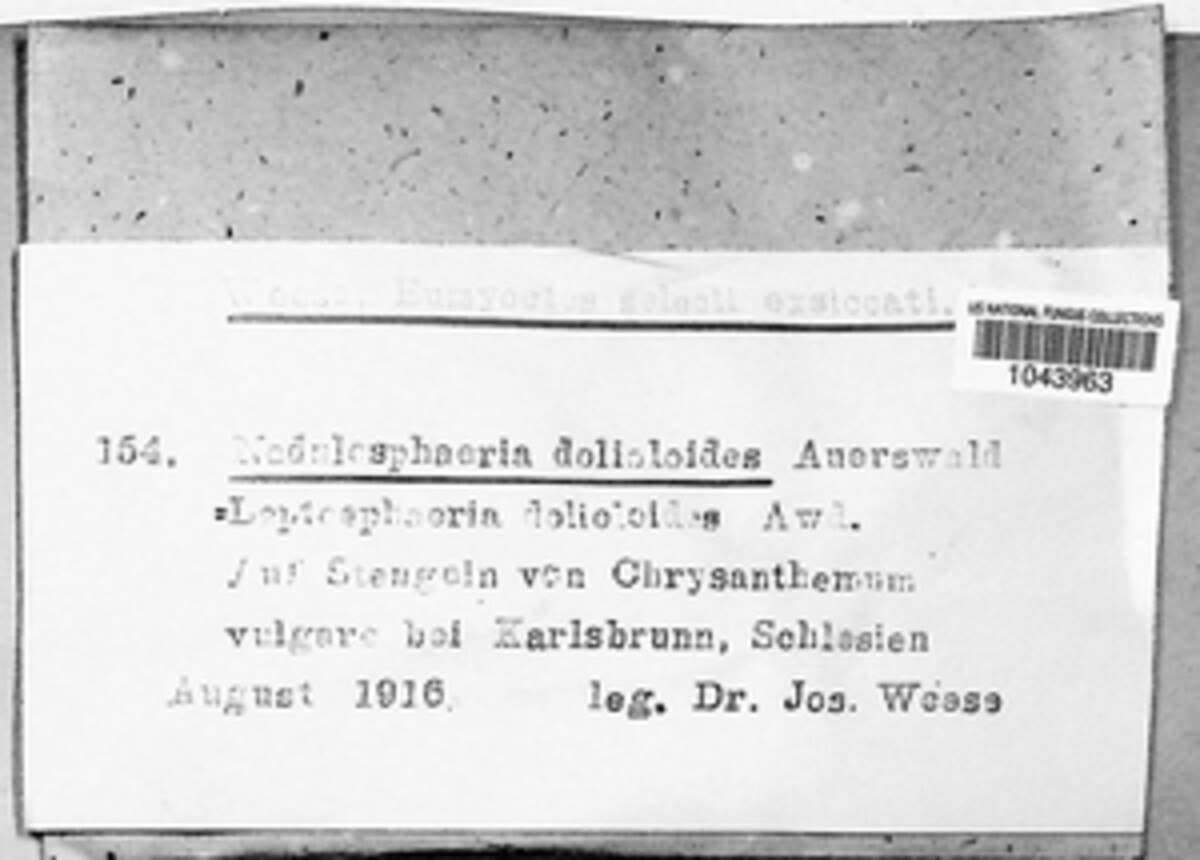 Weese, Eumycetes selecti exsiccati.
US NATIONAL FUNGUS COLLECTIONS
1043963
154. Nodulosphaeria dolioloides Auerswald
=Leptosphaeria dolioloides Awd.
Auf Stengeln von Chrysanthemum
vulgare bei Karlsbrunn, Schlesien
August 1916. leg. Dr. Jos. Weese